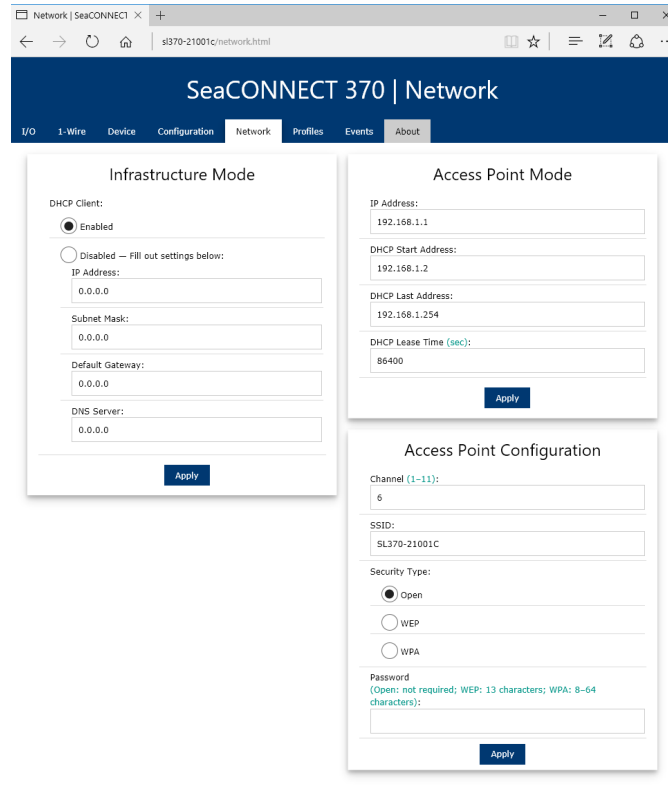 Network | SeaCONNECT
sl370-21001c/network.html
SeaCONNECT 370 | Network
I/O 1-Wire Device Configuration Network Profiles Events About
Infrastructure Mode
DHCP Client:
Enabled
Disabled — Fill out settings below:
IP Address:
0.0.0.0
Subnet Mask:
0.0.0.0
Default Gateway:
0.0.0.0
DNS Server:
0.0.0.0
Apply
Access Point Mode
IP Address:
192.168.1.1
DHCP Start Address:
192.168.1.2
DHCP Last Address:
192.168.1.254
DHCP Lease Time (sec):
86400
Apply
Access Point Configuration
Channel (1–11):
6
SSID:
SL370-21001C
Security Type:
Open
WEP
WPA
Password
(Open: not required; WEP: 13 characters; WPA: 8–64
characters):
Apply